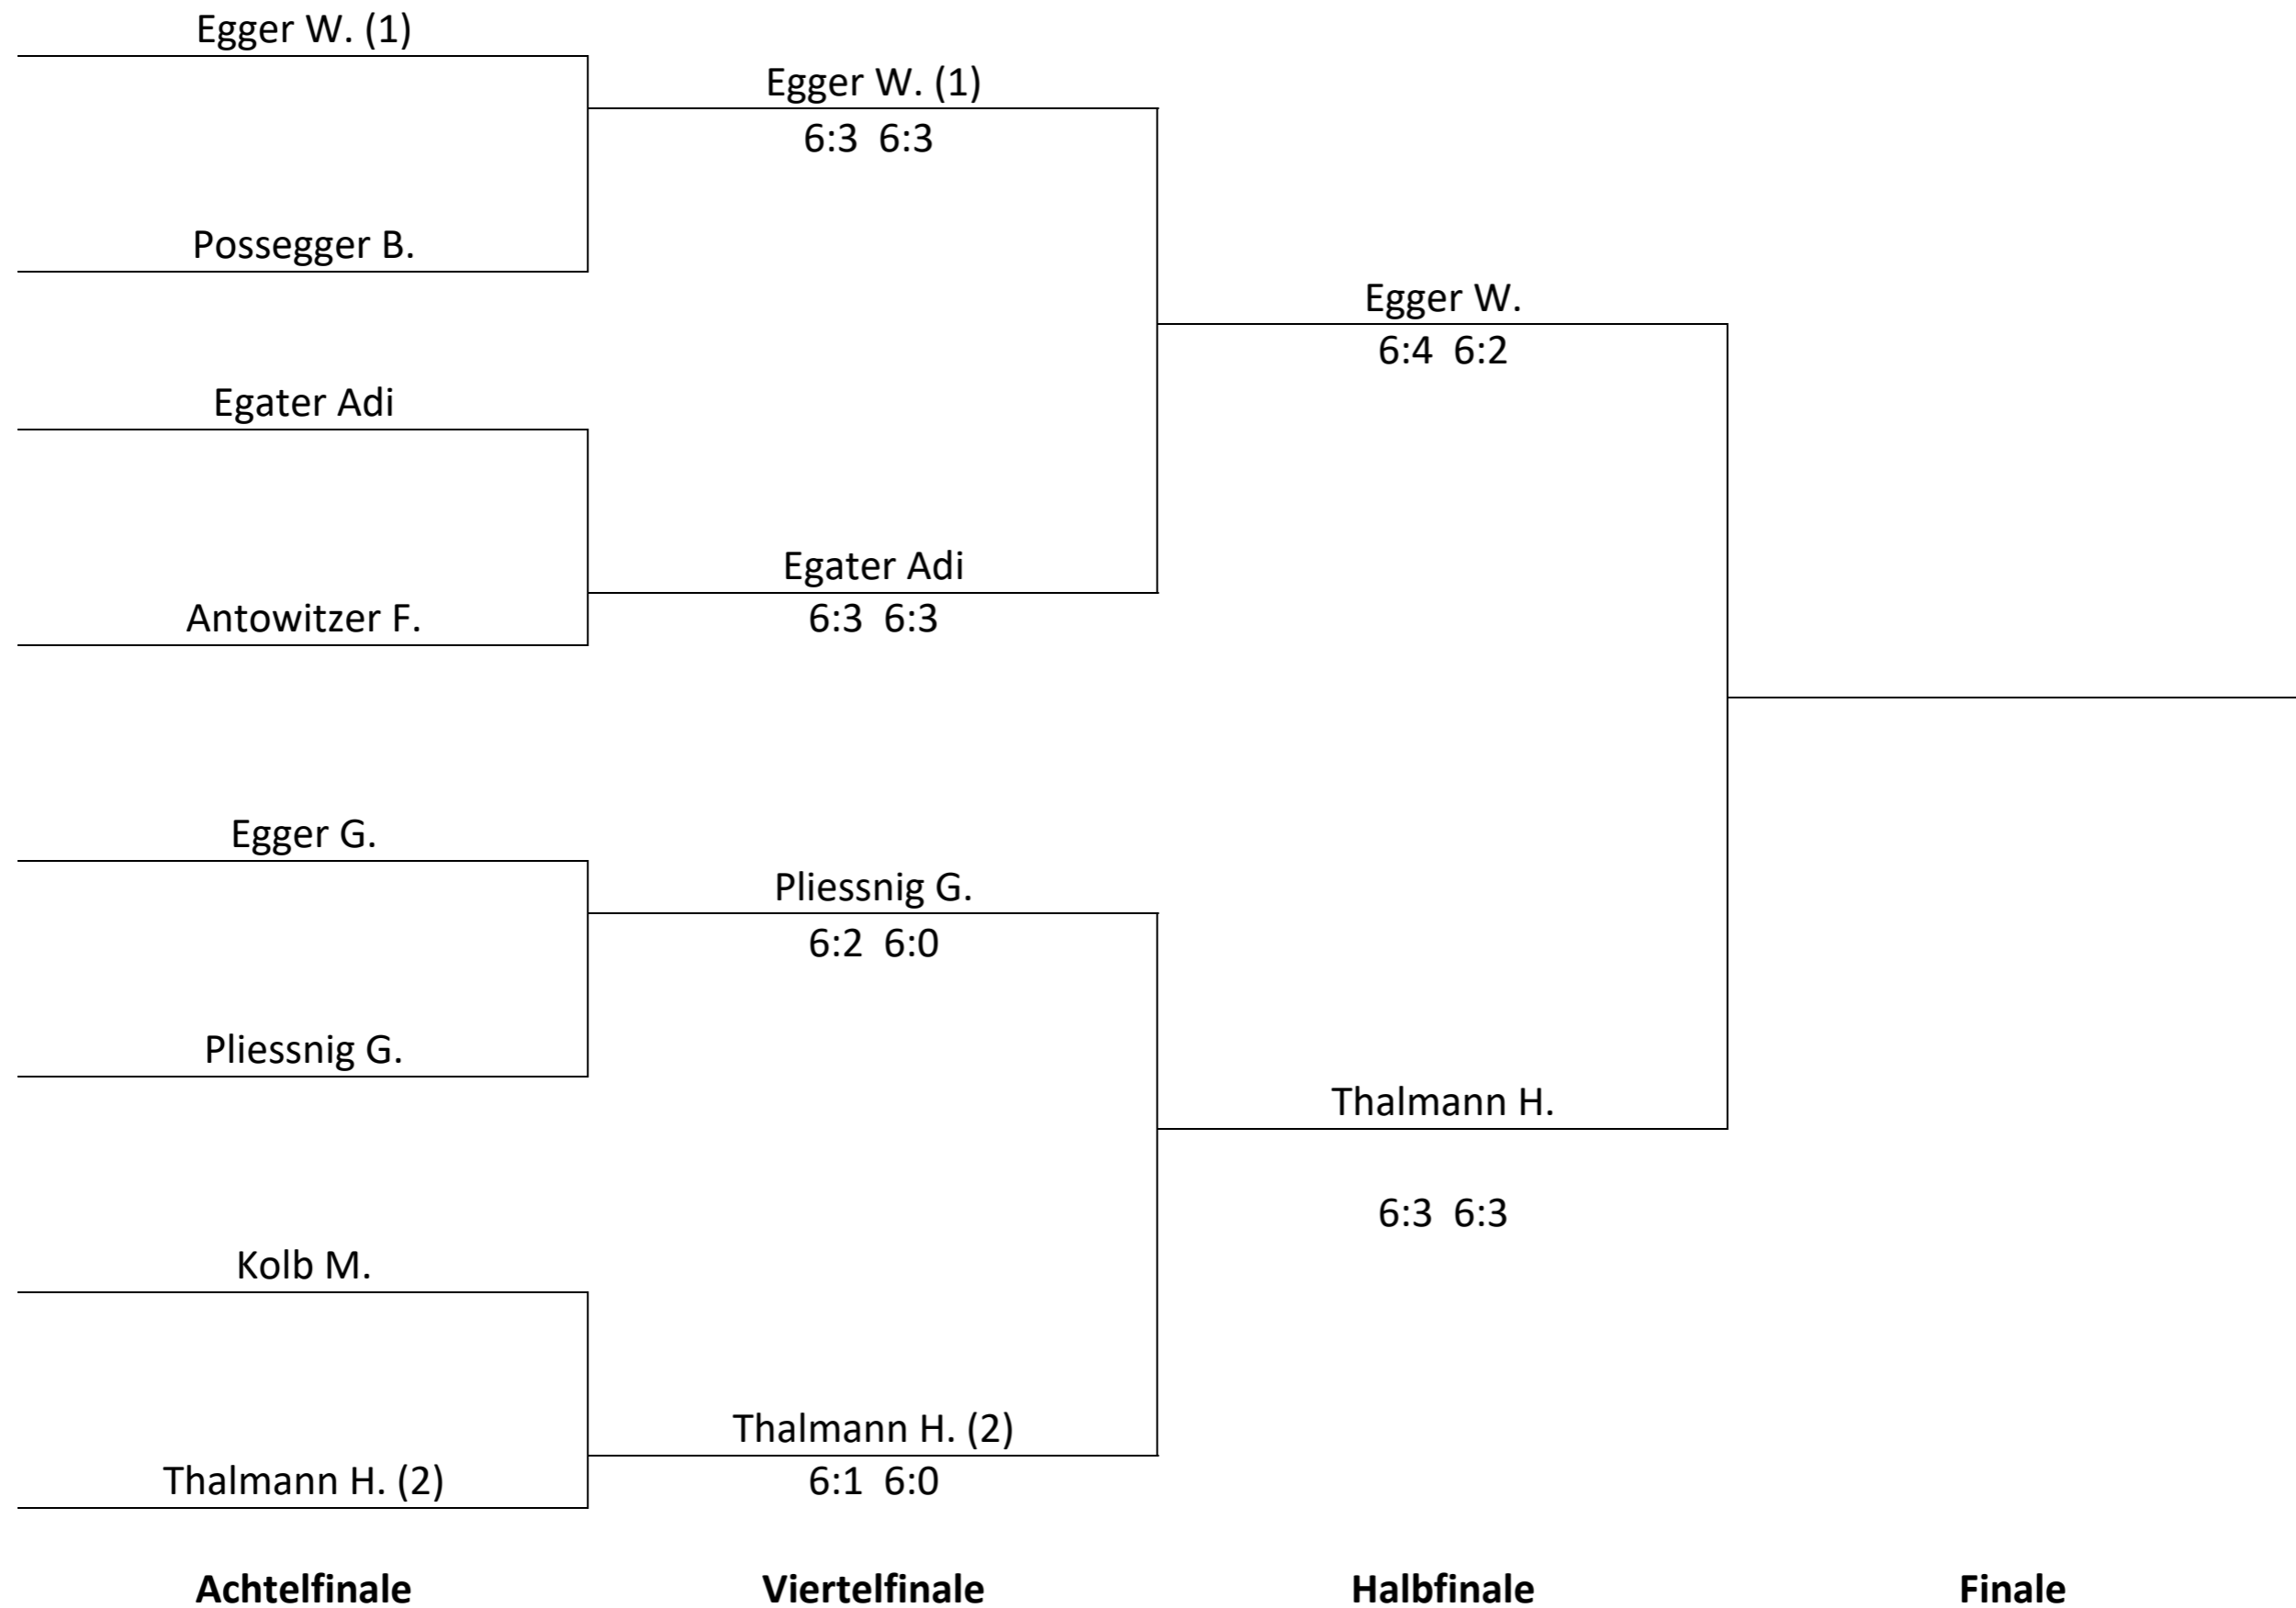 Egger W. (1)
Possegger B.
Egater Adi
Antowitzer F.
Egger G.
Pliessnig G.
Kolb M.
Thalmann H. (2)
Achtelfinale
Egger W. (1)
6:3 6:3
Egater Adi
6:3 6:3
Pliessnig G.
6:2 6:0
Thalmann H. (2)
6:1 6:0
Viertelfinale
Egger W.
6:4 6:2
Thalmann H.
6:3 6:3
Halbfinale
Finale